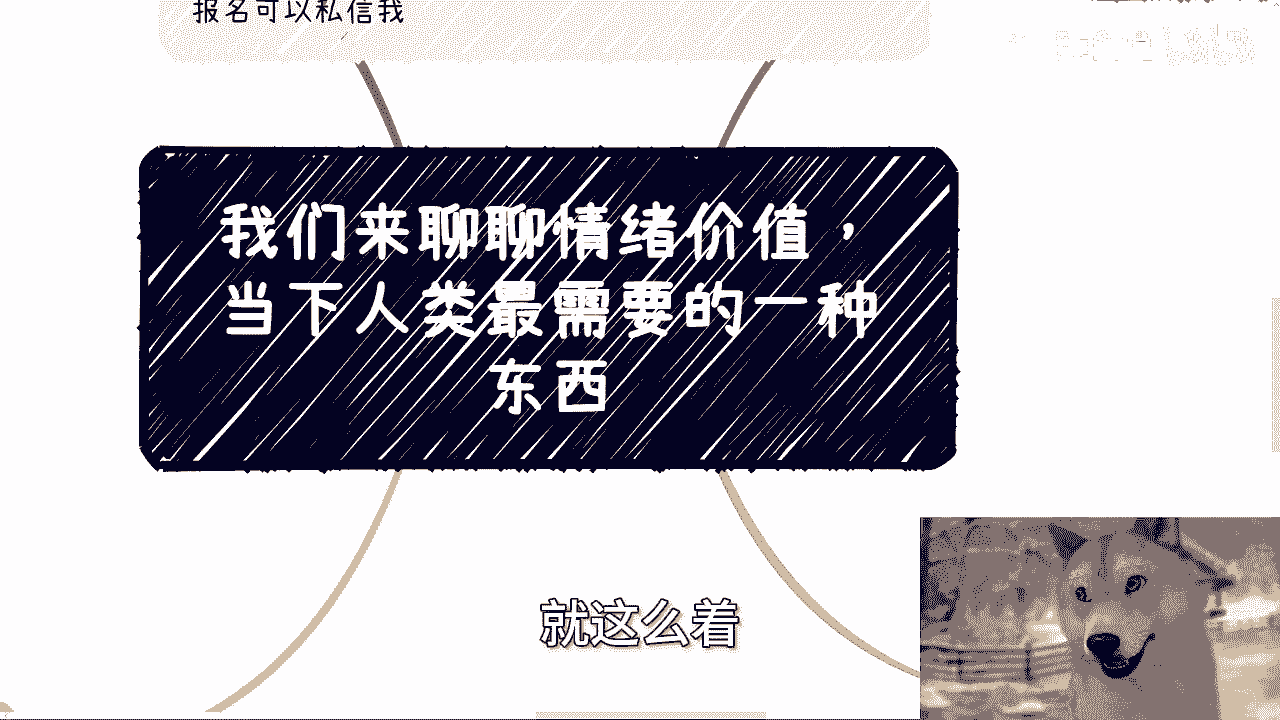 报名可以私信我
我们来聊聊情绪价值，
当下人类最需要的一种
东西
就这么着